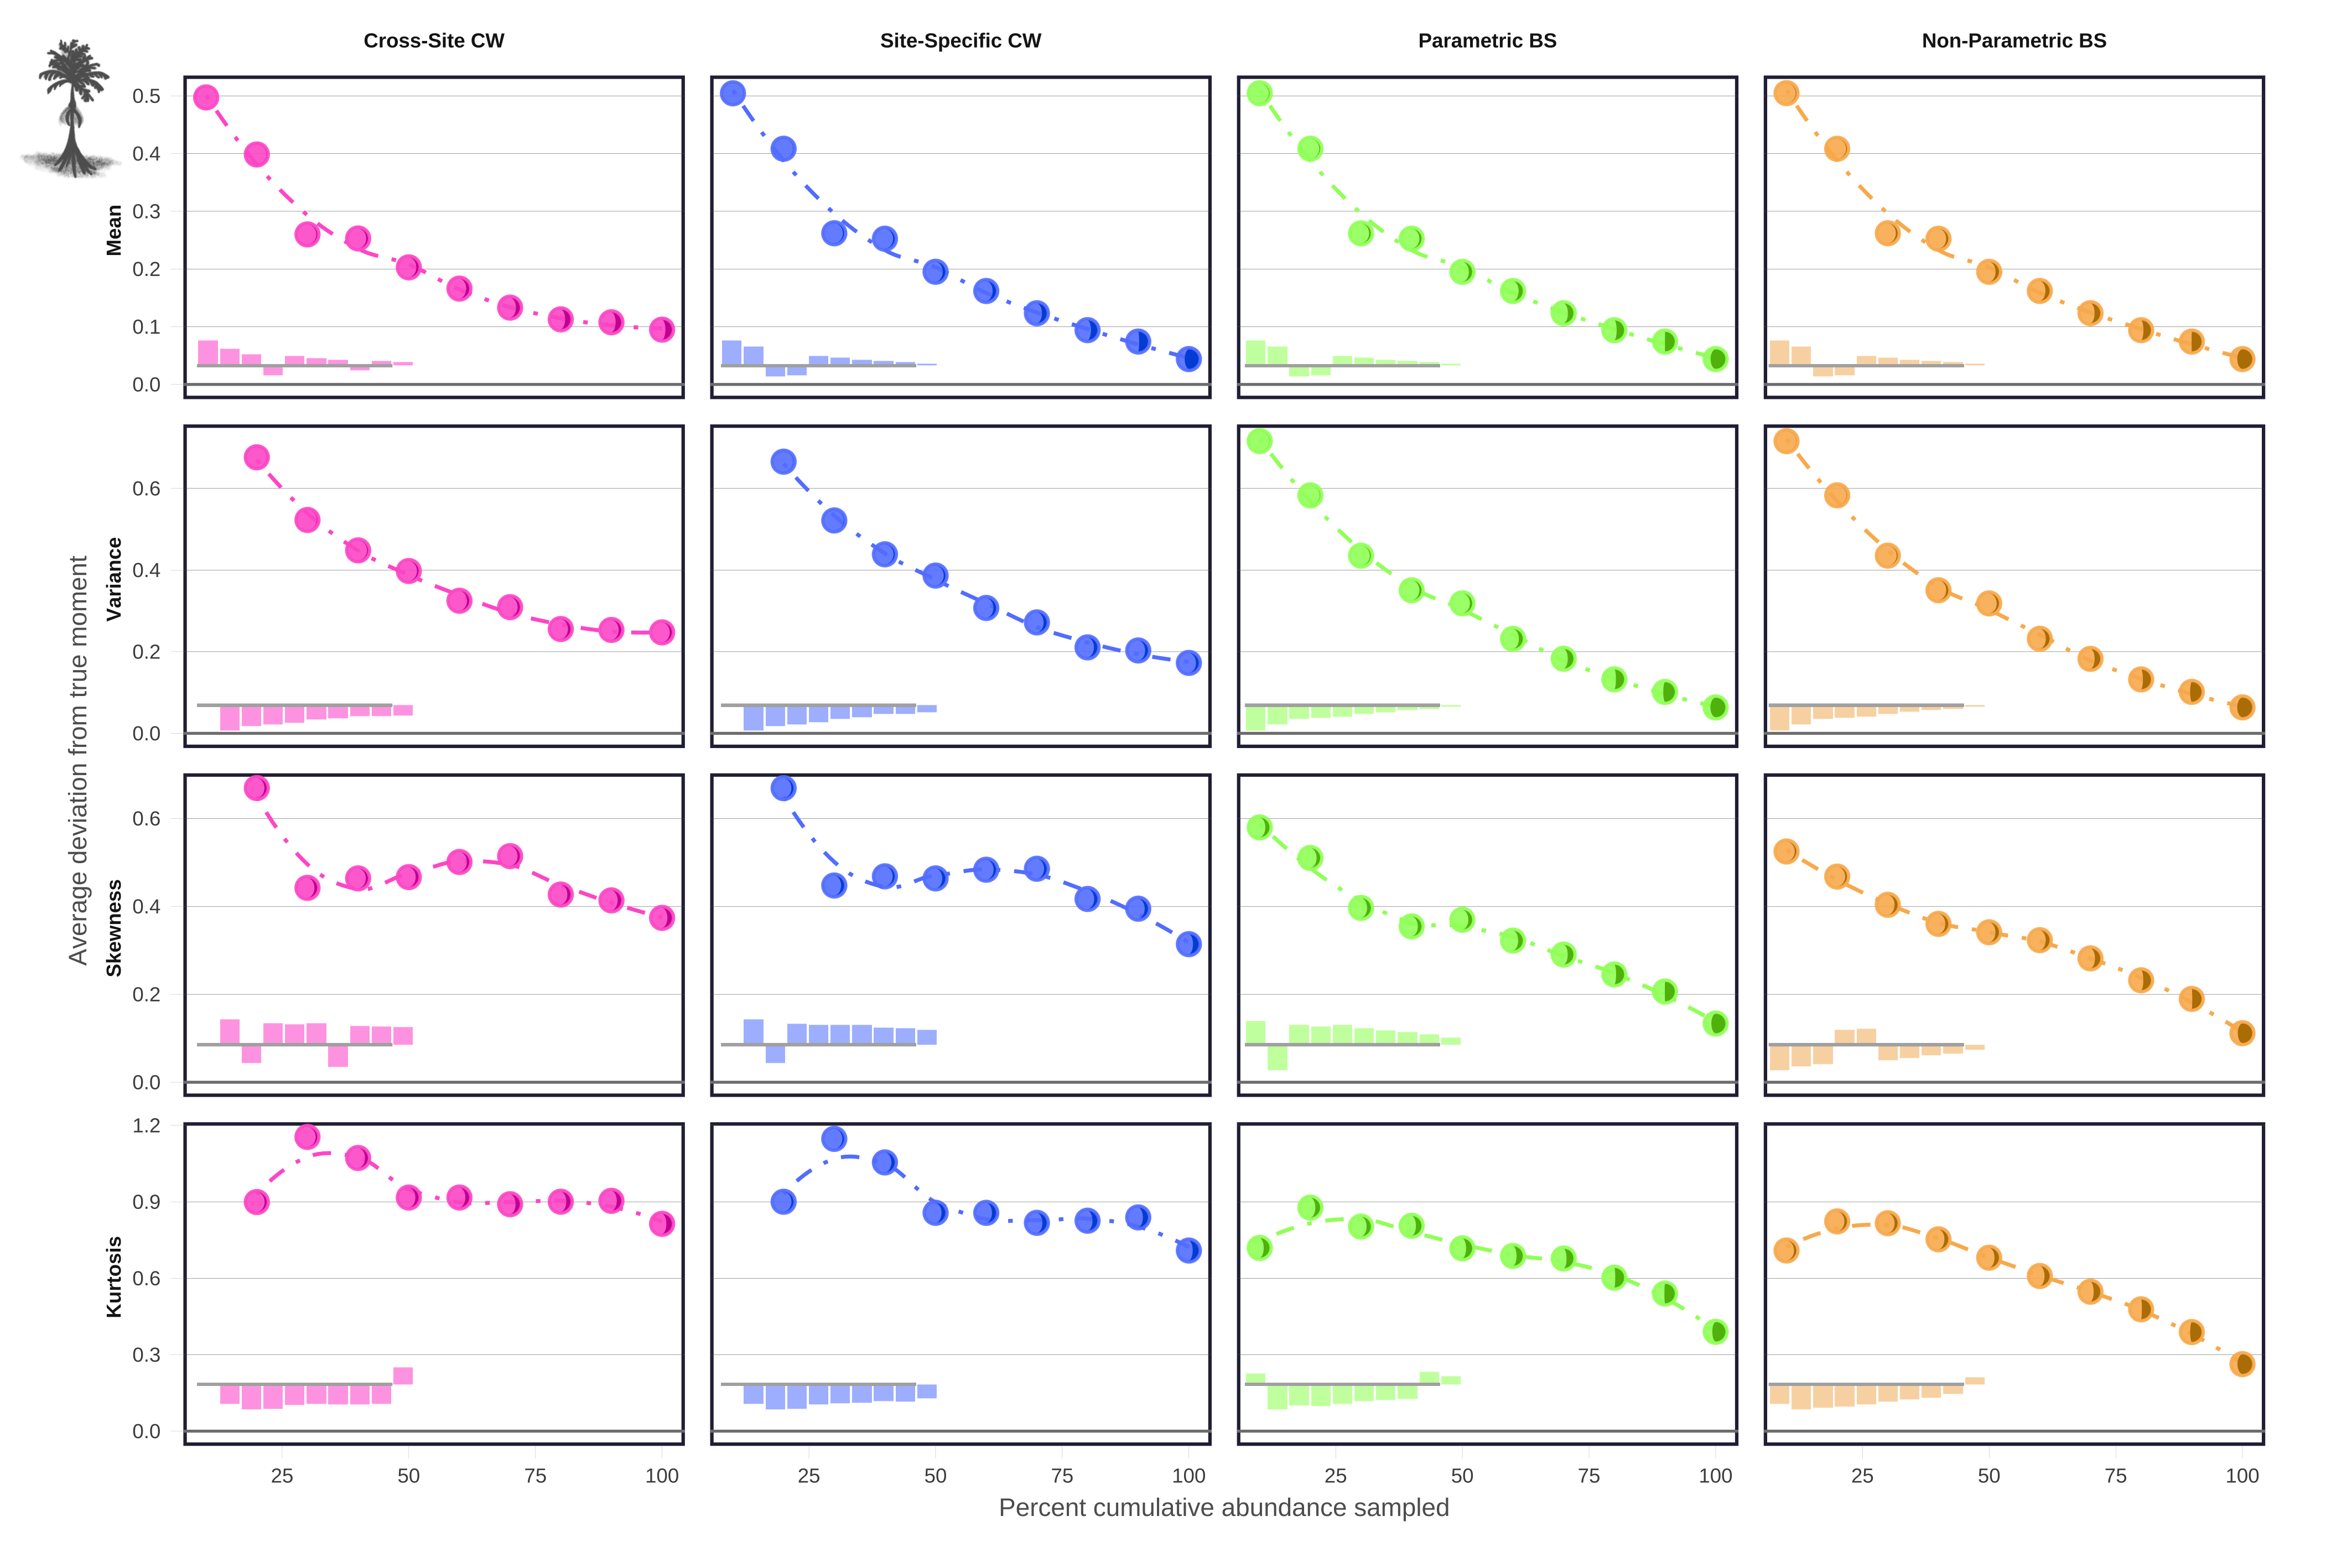 Cross-Site CW Site-Specific CW Parametric BS Non-Parametric BS
Average deviation from true moment
Mean
0.5
0.4
0.3
0.2
0.1
0.0
Variance
0.6
0.4
0.2
0.0
Skewness
0.6
0.4
0.2
0.0
Kurtosis
1.2
0.9
0.6
0.3
0.0
25 50 75 100 25 50 75 100 25 50 75 100 25 50 75 100
Percent cumulative abundance sampled